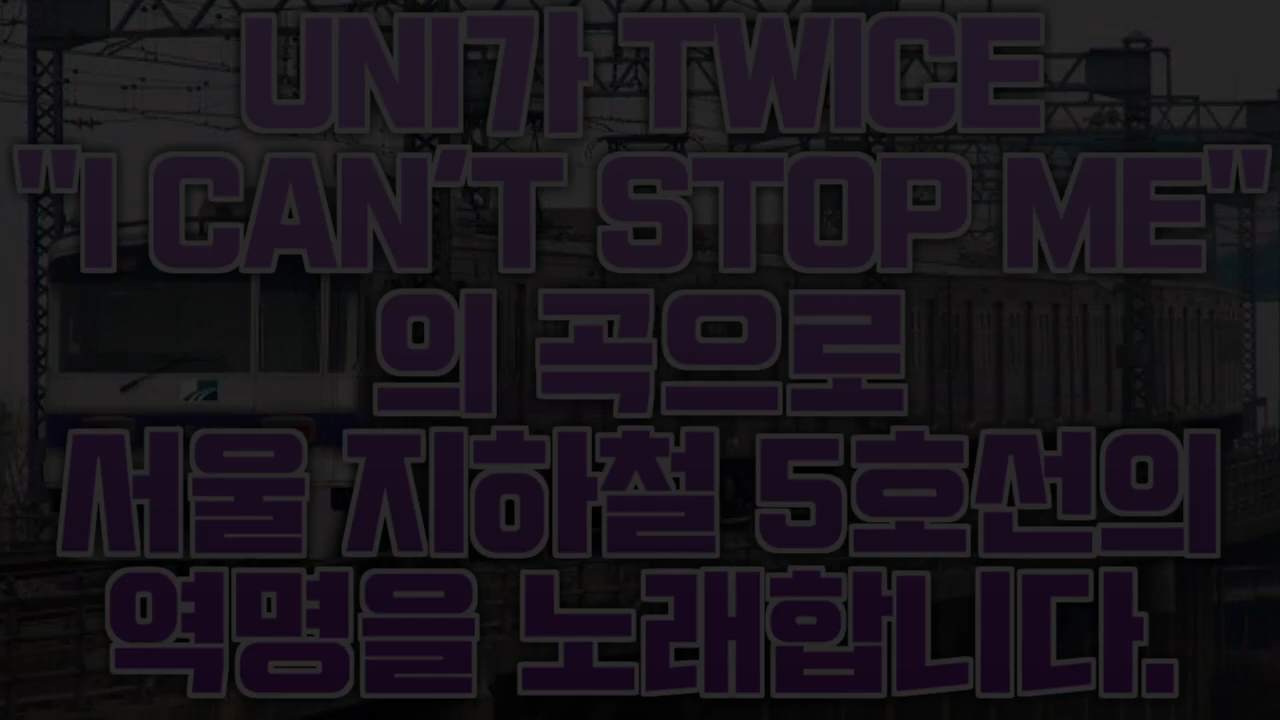 UNI가 TWICE
"I CAN'T STOP ME"
의 곡으로
서울 지하철 5호선의
역명을 노래합니다.